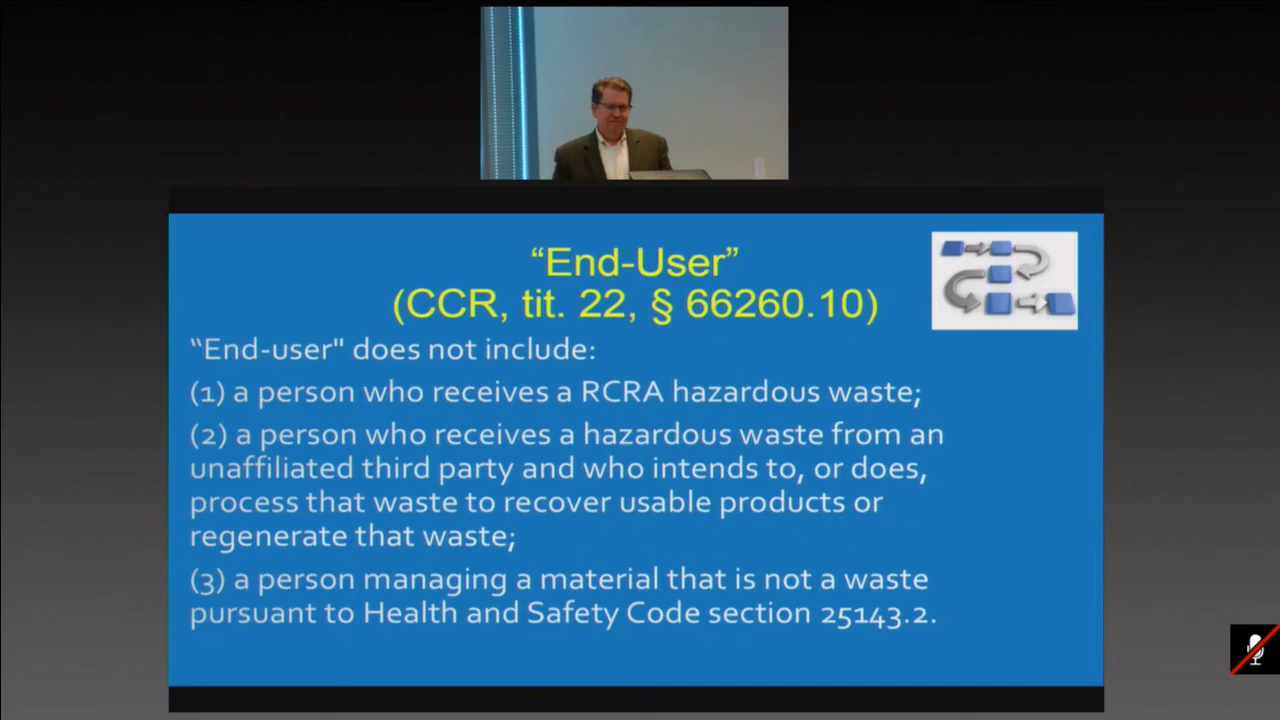 “End-User”
(CCR, tit. 22, § 66260.10)
“End-user" does not include:
(1) a person who receives a RCRA hazardous waste;
(2) a person who receives a hazardous waste from an
unaffiliated third party and who intends to, or does,
process that waste to recover usable products or
regenerate that waste;
(3) a person managing a material that is not a waste
pursuant to Health and Safety Code section 25143.2.